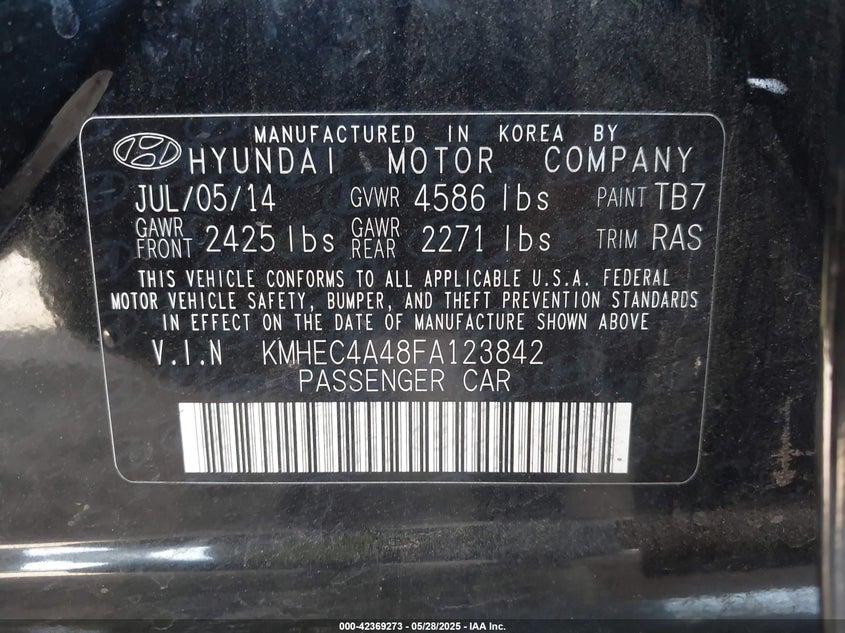 MANUFACTURED IN KOREA BY
HYUNDAI MOTOR COMPANY
JUL/05/14 GVWR 4586 lbs PAINT TB7
GAWR FRONT 2425 lbs GAWR REAR 2271 lbs TRIM RAS
THIS VEHICLE CONFORMS TO ALL APPLICABLE U.S.A. FEDERAL
MOTOR VEHICLE SAFETY, BUMPER, AND THEFT PREVENTION STANDARDS
IN EFFECT ON THE DATE OF MANUFACTURE SHOWN ABOVE
V.I.N KMHEC4A48FA123842
PASSENGER CAR
000-42369273 — 05/28/2025 - IAA Inc.